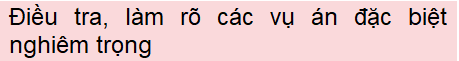 Điều tra, làm rõ các vụ án đặc biệt
nghiêm trọng